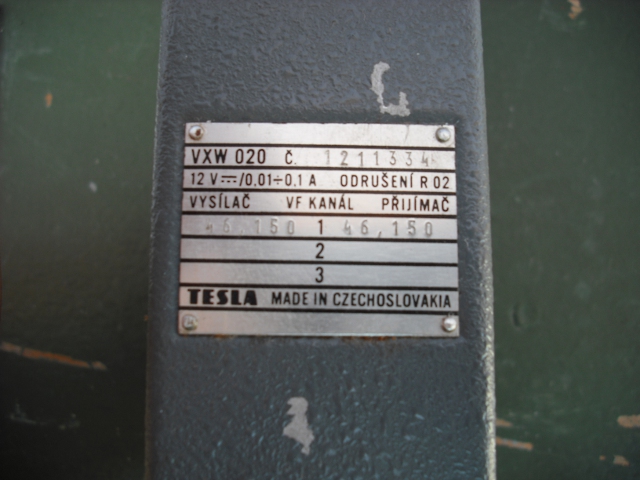 VXW 020 Č. 1211334
12 V⎓/0,01÷0,1 A ODRUŠENÍ R 02
VYSÍLAČ VF KANÁL PŘIJÍMAČ
46,150 1 46,150
2
3
TESLA MADE IN CZECHOSLOVAKIA